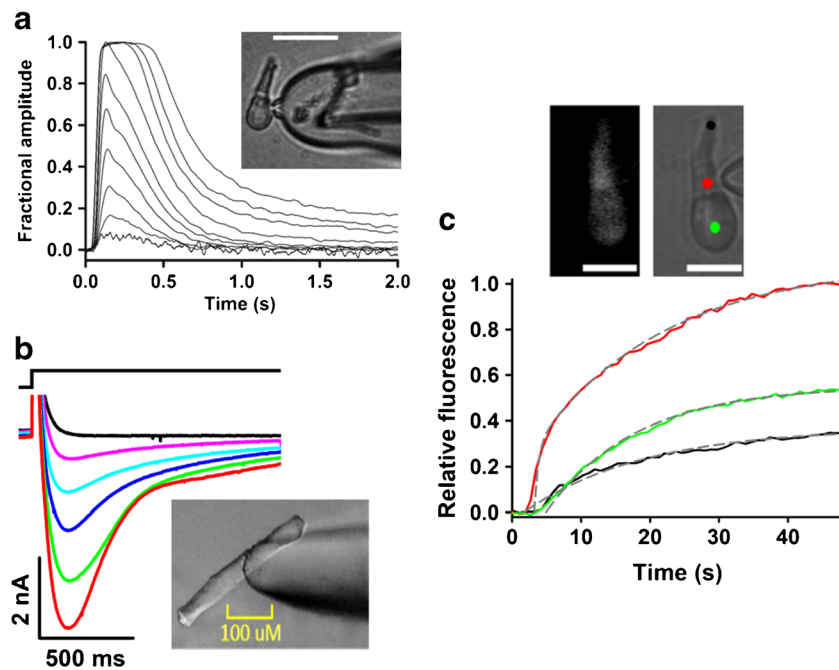 a
Fractional amplitude
1.0
0.8
0.6
0.4
0.2
0.0
0.0 0.5 1.0 1.5 2.0
Time (s)
b
2 nA
500 ms
100 uM
c
Relative fluorescence
1.0
0.8
0.6
0.4
0.2
0.0
0 10 20 30 40
Time (s)